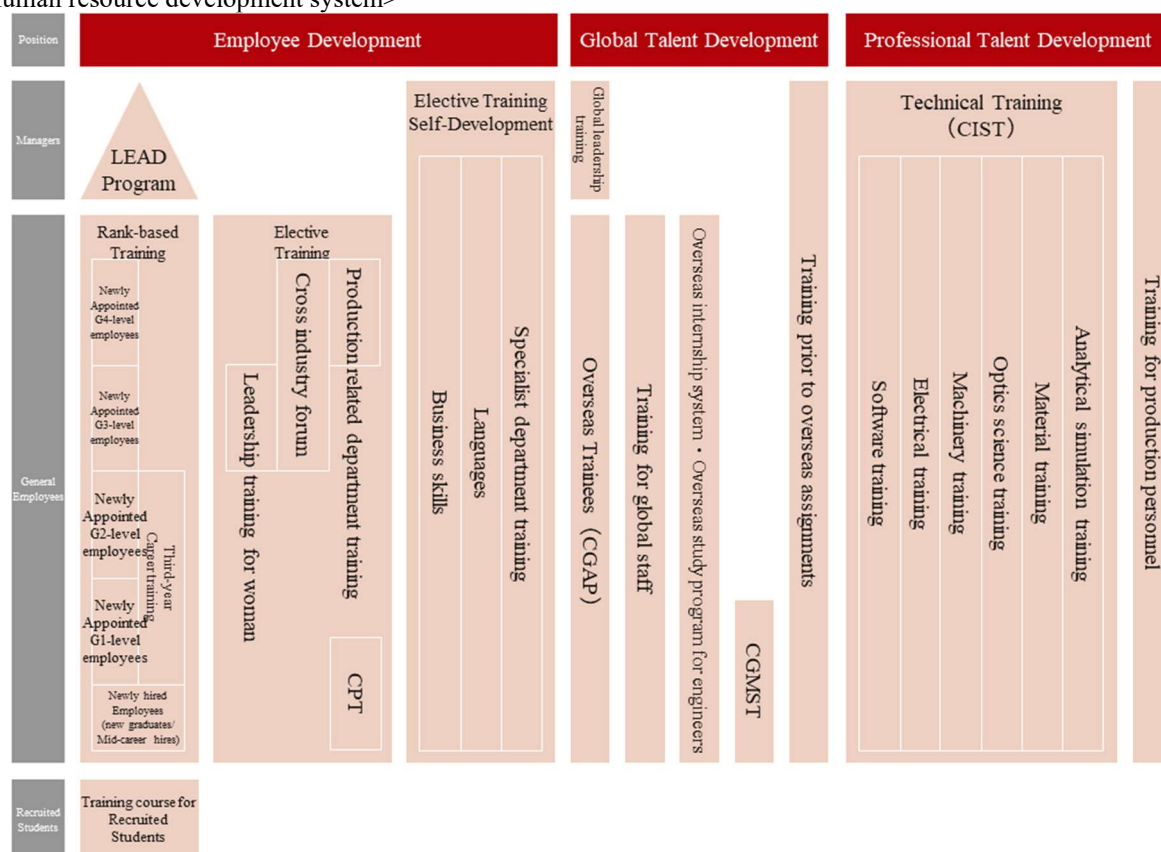 human resource development system>
Position
Employee Development
Global Talent Development
Professional Talent Development
Managers
LEAD
Program
Elective Training
Self-Development
Global leadership
training
Technical Training
(CIST)
General
Employees
Rank-based
Training
Newly
Appointed
G4-level
employees
Newly
Appointed
G3-level
employees
Newly
Appointed
G2-level
employees
Third-year
Career training
Newly
Appointed
G1-level
employees
Newly hired
Employees
(new graduates/
Mid-career hires)
Elective
Training
Leadership training for woman
Cross industry forum
Production related department training
CPT
Business skills
Languages
Specialist department training
Overseas Trainees (CGAP)
Training for global staff
Overseas internship system・Overseas study program for engineers
CGMST
Training prior to overseas assignments
Software training
Electrical training
Machinery training
Optics science training
Material training
Analytical simulation training
Training for production personnel
Recruited
Students
Training course for
Recruited
Students